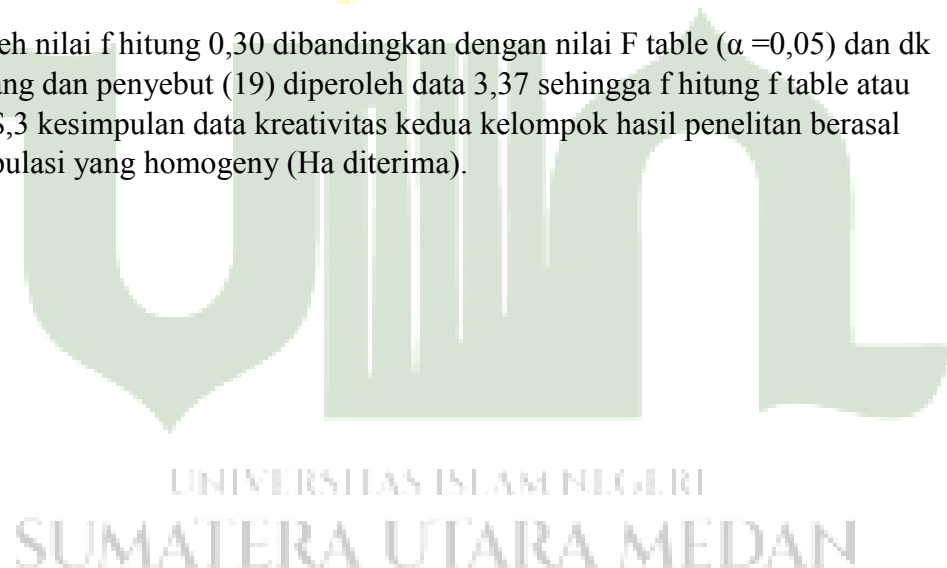 eh nilai f hitung 0,30 dibandingkan dengan nilai F table (α =0,05) dan dk
ang dan penyebut (19) diperoleh data 3,37 sehingga f hitung f table atau
6,3 kesimpulan data kreativitas kedua kelompok hasil penelitan berasal
pulasi yang homogeny (Ha diterima).
UNIVERSITAS ISLAM NEGERI
SUMATERA UTARA MEDAN